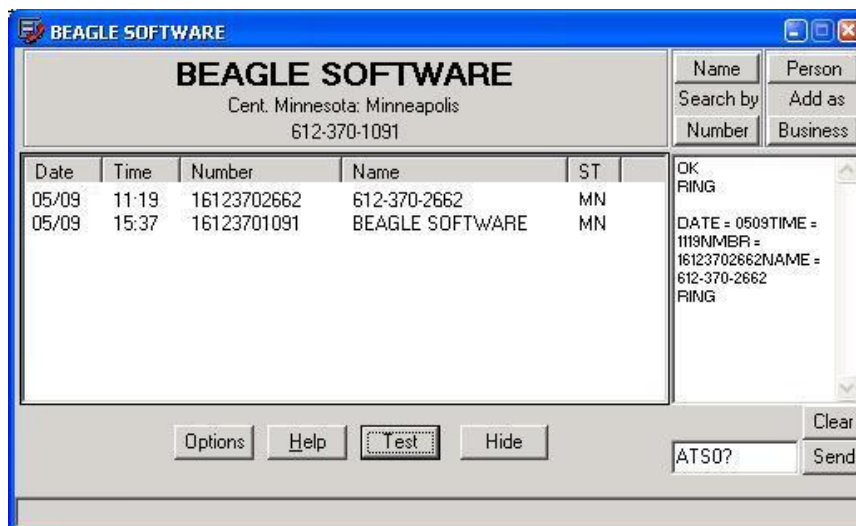 BEAGLE SOFTWARE
BEAGLE SOFTWARE
Cent. Minnesota: Minneapolis
612-370-1091
Name Person
Search by Add as
Number Business
Date Time Number Name ST
05/09 11:19 16123702662 612-370-2662 MN
05/09 15:37 16123701091 BEAGLE SOFTWARE MN
OK
RING
DATE = 0509TIME =
1119NMBR =
16123702662NAME =
612-370-2662
RING
Options Help Test Hide
Clear
ATS0? Send